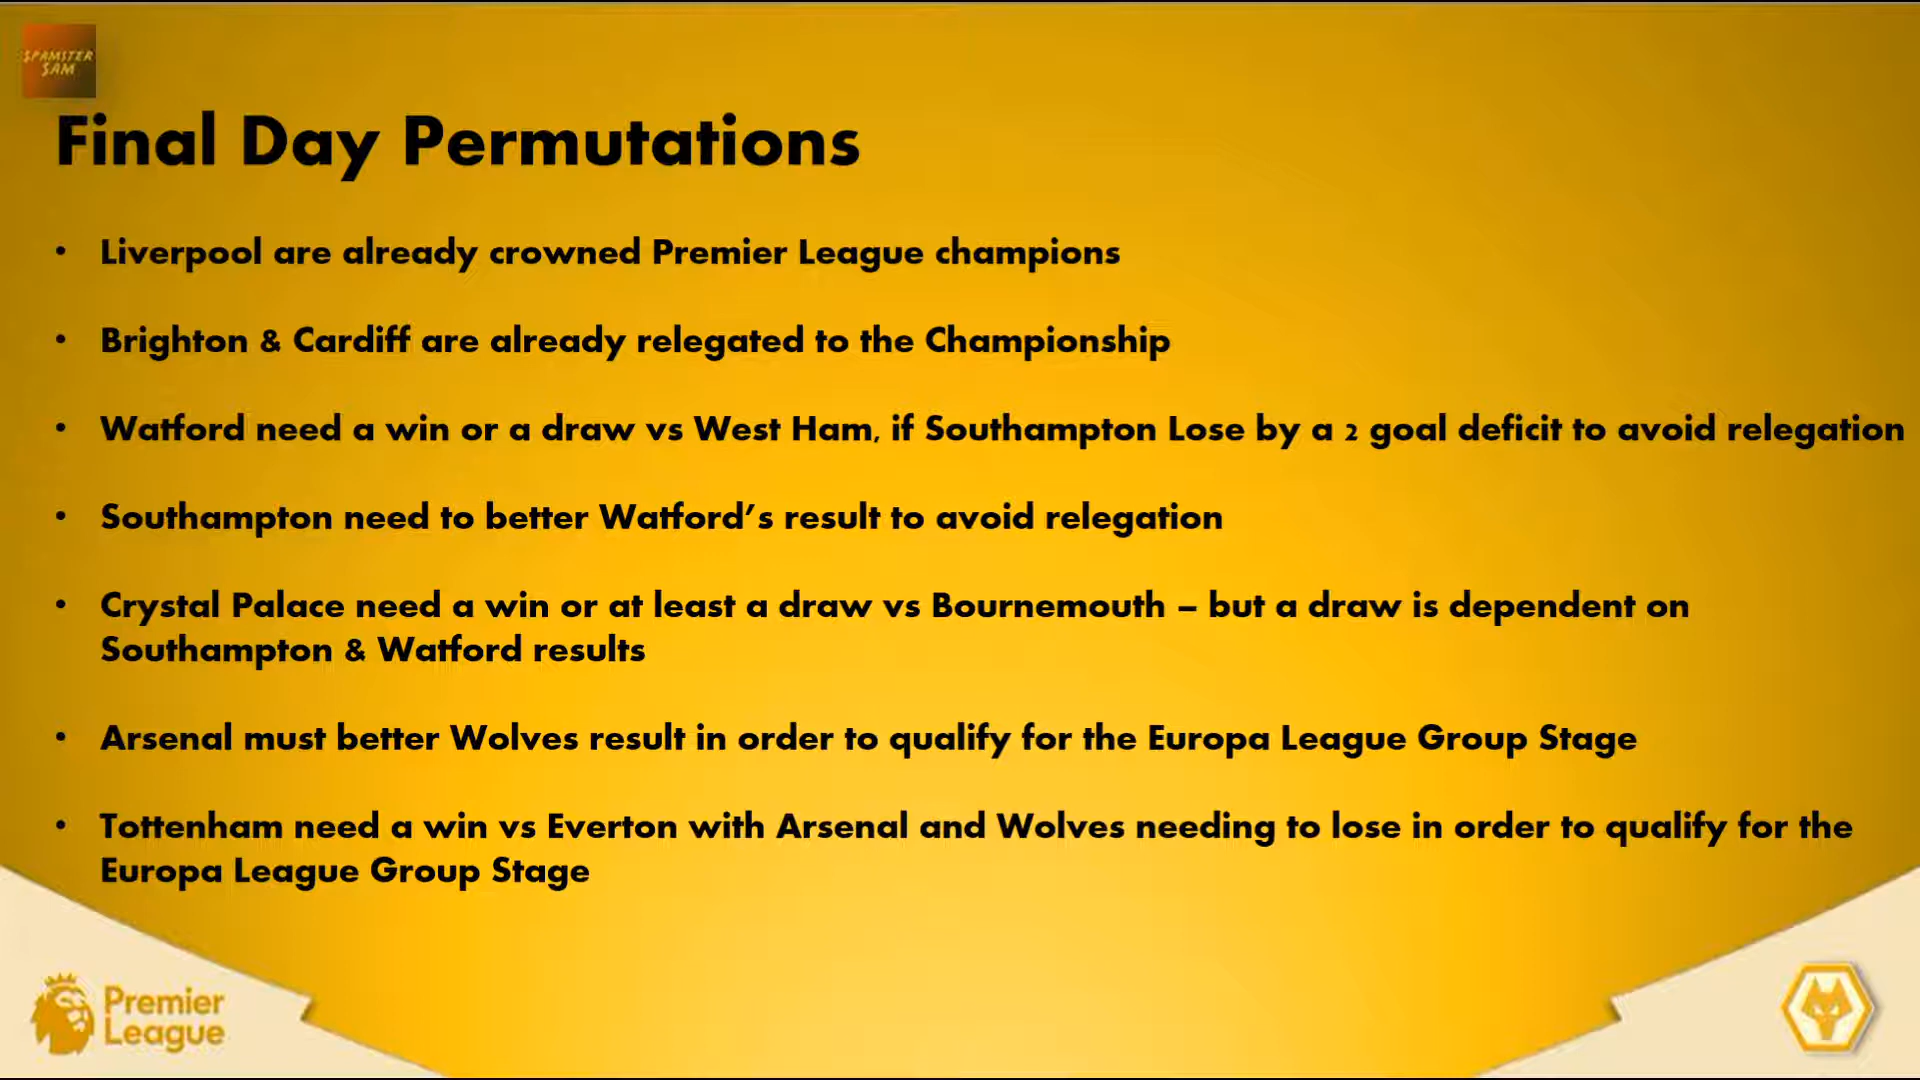 SPAMSTER
SAM
Final Day Permutations
• Liverpool are already crowned Premier League champions
• Brighton & Cardiff are already relegated to the Championship
• Watford need a win or a draw vs West Ham, if Southampton Lose by a 2 goal deficit to avoid relegation
• Southampton need to better Watford’s result to avoid relegation
• Crystal Palace need a win or at least a draw vs Bournemouth – but a draw is dependent on
Southampton & Watford results
• Arsenal must better Wolves result in order to qualify for the Europa League Group Stage
• Tottenham need a win vs Everton with Arsenal and Wolves needing to lose in order to qualify for the
Europa League Group Stage
Premier
League